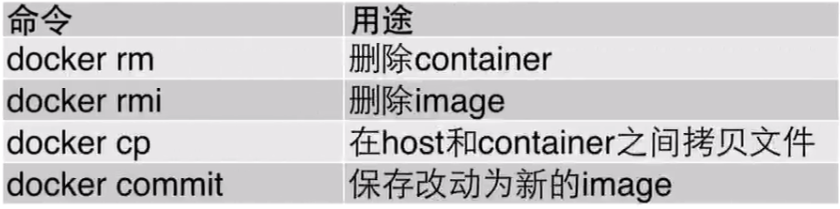 命令 用途
docker rm 删除container
docker rmi 删除image
docker cp 在host和container之间拷贝文件
docker commit 保存改动为新的image